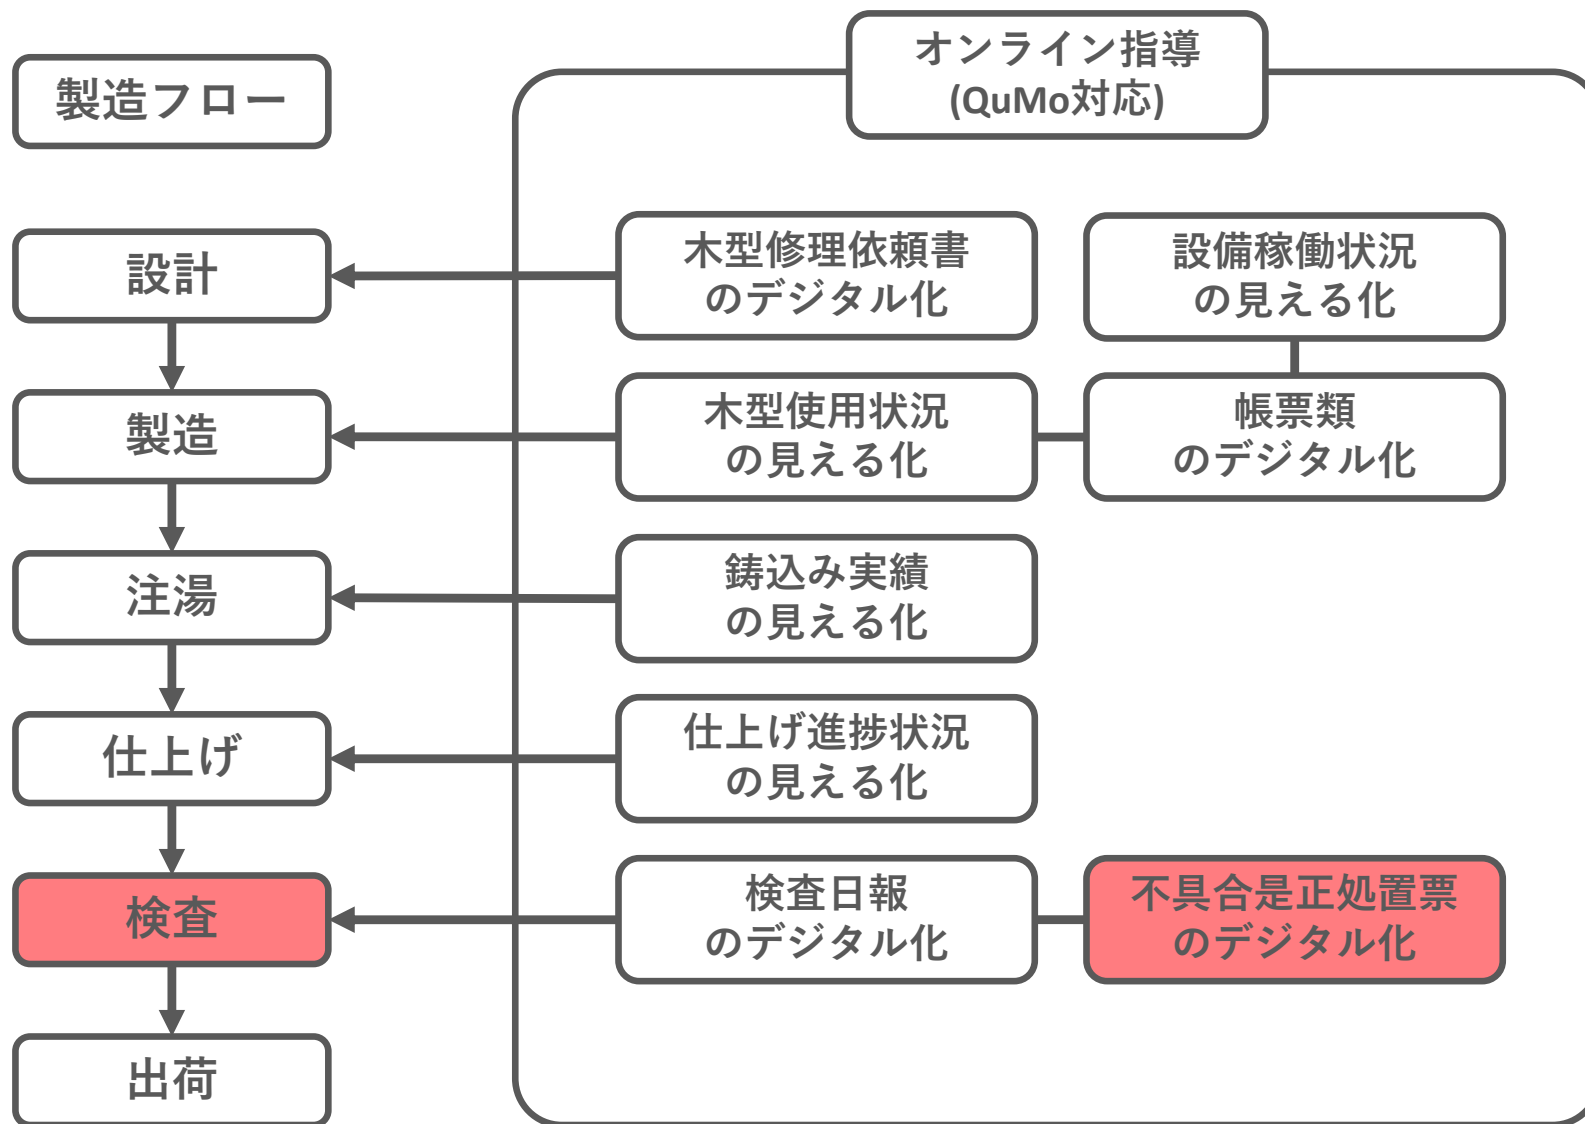 製造フロー
オンライン指導
(QuMo対応)
設計
木型修理依頼書
のデジタル化
設備稼働状況
の見える化
製造
木型使用状況
の見える化
帳票類
のデジタル化
注湯
鋳込み実績
の見える化
仕上げ
仕上げ進捗状況
の見える化
検査
検査日報
のデジタル化
不具合是正処置票
のデジタル化
出荷